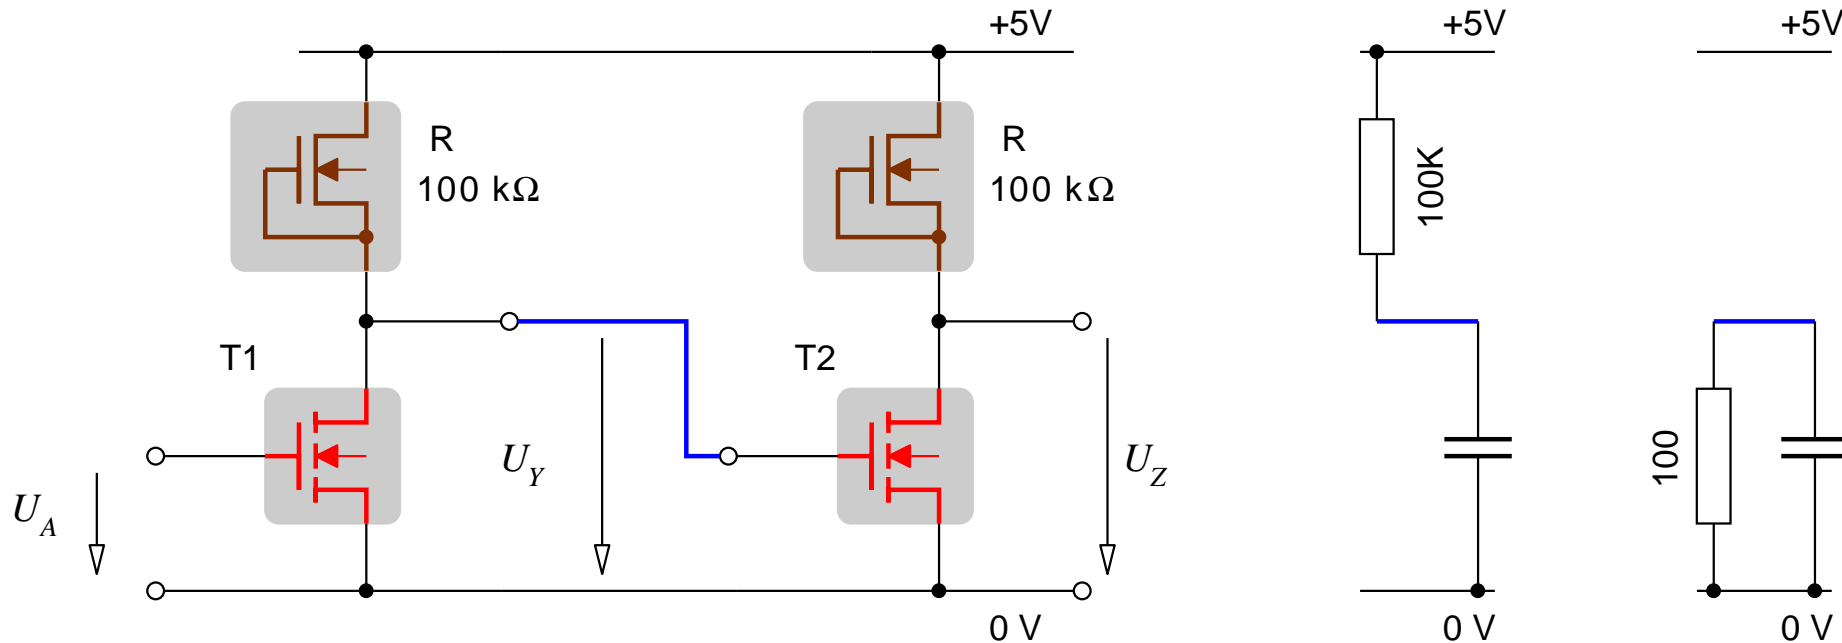 +5V
+5V
+5V
R
100 kΩ
R
100 kΩ
100K
T1
T2
U_A
U_Y
U_Z
100
0 V
0 V
0 V